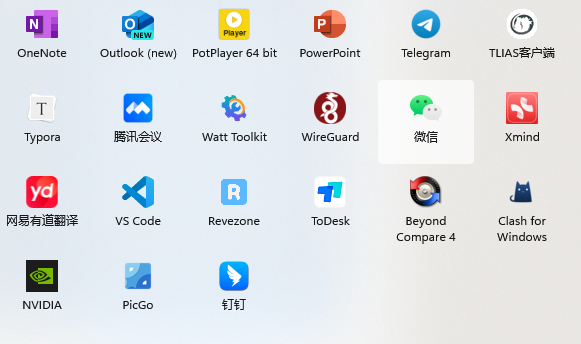 N
NEW
Player
P
OneNote
Outlook (new)
PotPlayer 64 bit
PowerPoint
Telegram
TLIAS客户端
T
Typora
腾讯会议
Watt Toolkit
WireGuard
微信
Xmind
yd
R
网易有道翻译
VS Code
Revezone
ToDesk
Beyond
Compare 4
Clash for
Windows
NVIDIA
PicGo
钉钉